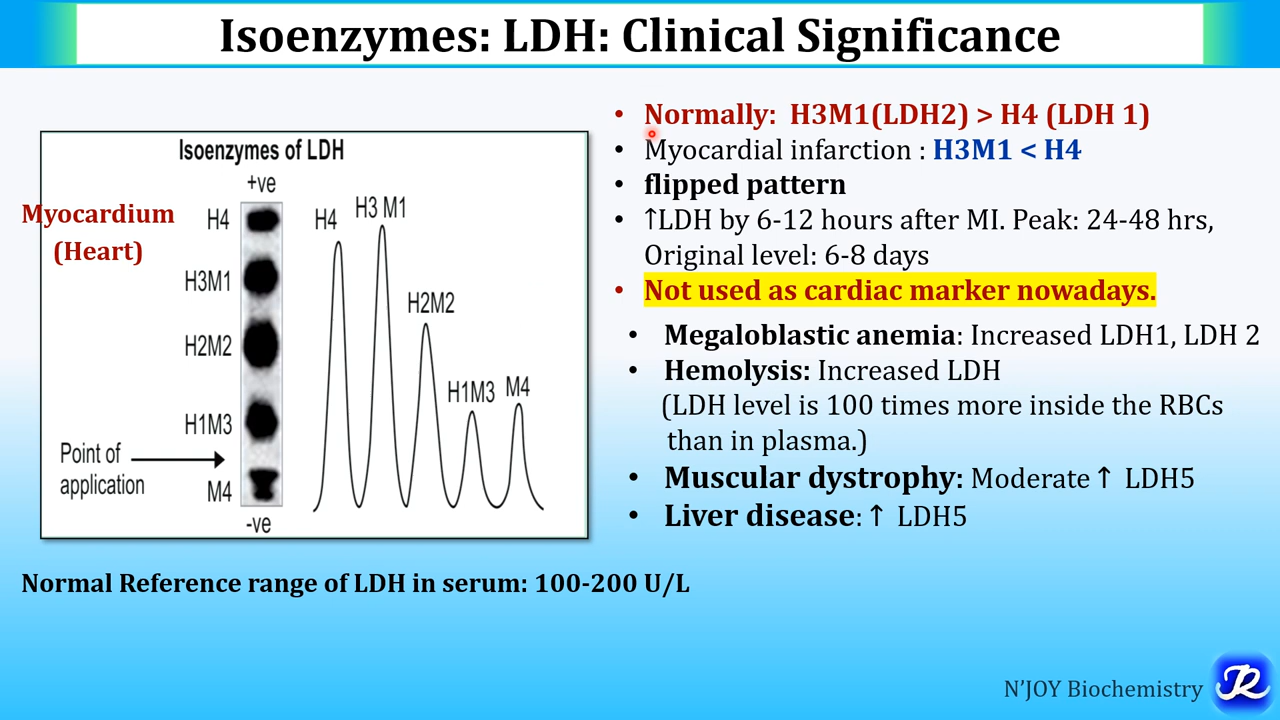 Isoenzymes: LDH: Clinical Significance
Isoenzymes of LDH
+ve
Myocardium
(Heart)
H4
H3M1
H2M2
H1M3
Point of
application
M4
-ve
H4
H3 M1
H2M2
H1M3
M4
• Normally: H3M1(LDH2) > H4 (LDH 1)
• Myocardial infarction : H3M1 < H4
• flipped pattern
• ↑LDH by 6-12 hours after MI. Peak: 24-48 hrs,
Original level: 6-8 days
• Not used as cardiac marker nowadays.
• Megaloblastic anemia: Increased LDH1, LDH 2
• Hemolysis: Increased LDH
(LDH level is 100 times more inside the RBCs
than in plasma.)
• Muscular dystrophy: Moderate ↑ LDH5
• Liver disease: ↑ LDH5
Normal Reference range of LDH in serum: 100-200 U/L
N’JOY Biochemistry